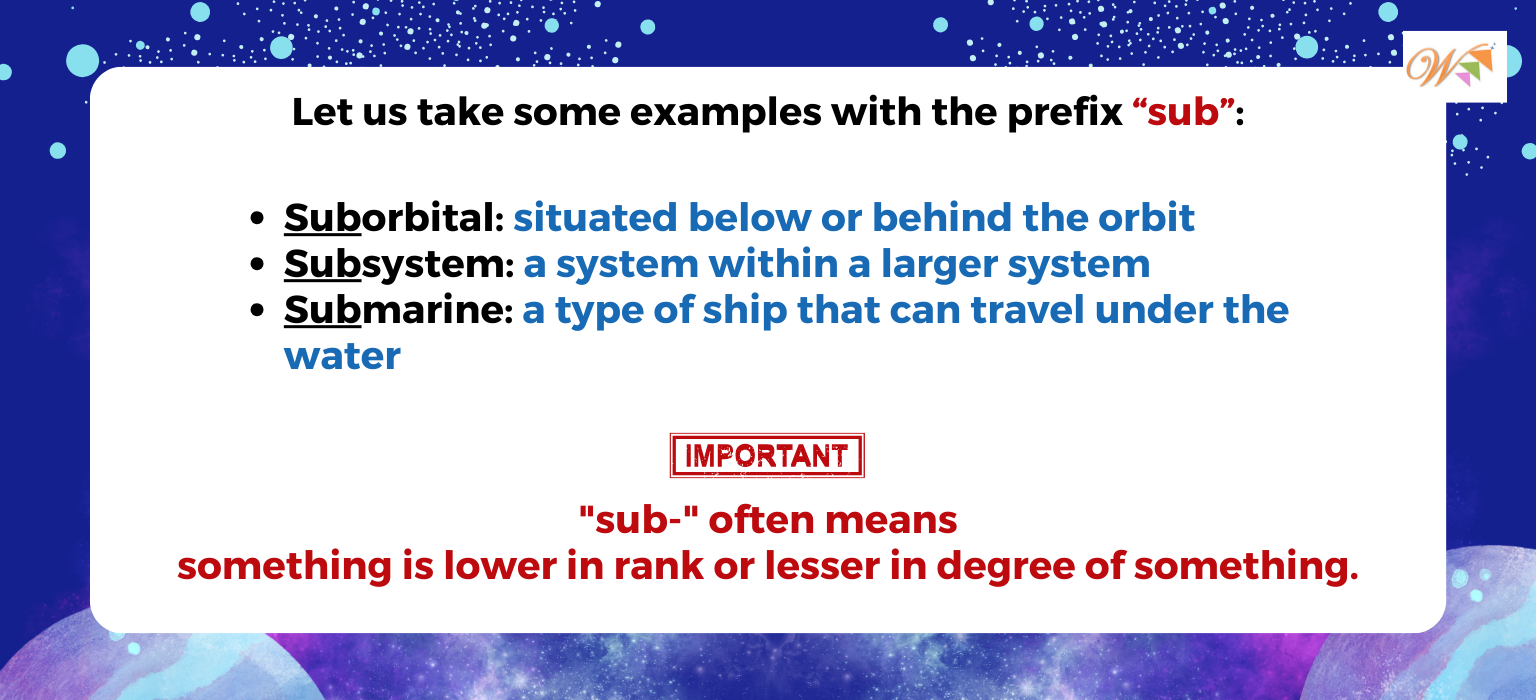 Let us take some examples with the prefix “sub”:
• Suborbital: situated below or behind the orbit
• Subsystem: a system within a larger system
• Submarine: a type of ship that can travel under the
water
IMPORTANT
"sub-" often means
something is lower in rank or lesser in degree of something.
W